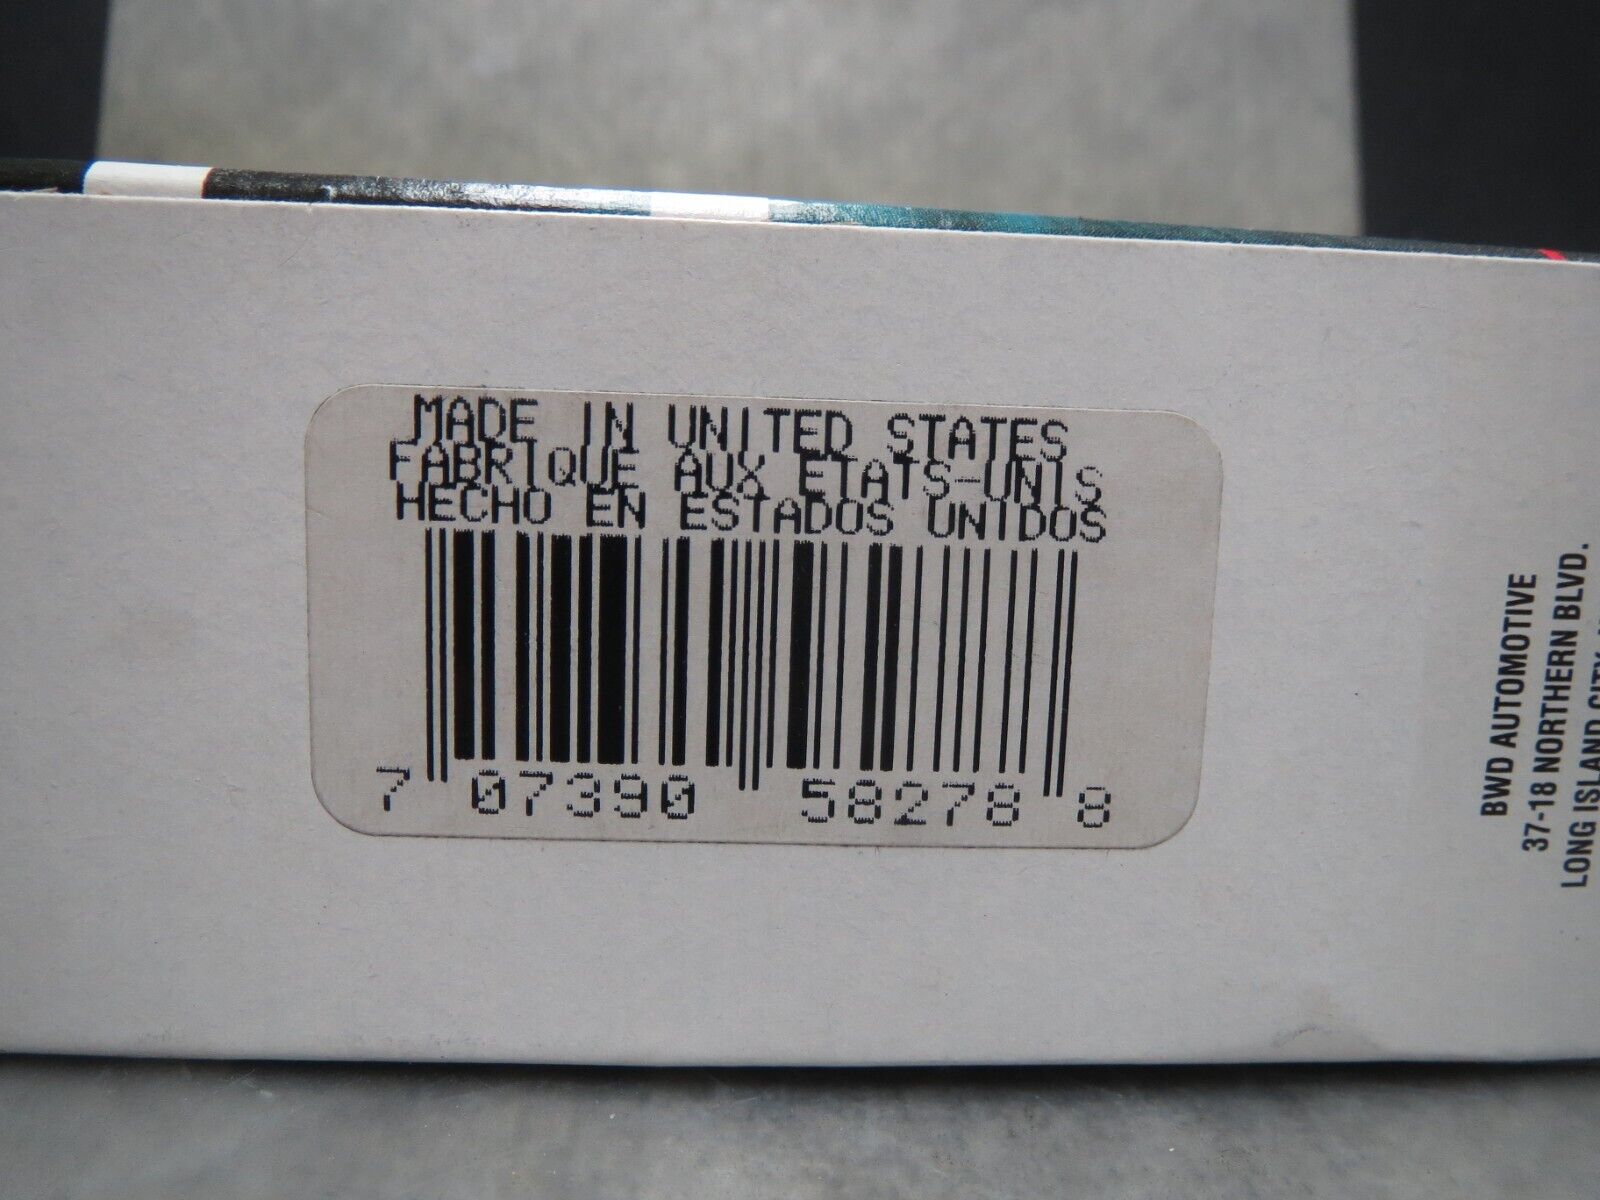 MADE IN UNITED STATES
FABRIQUE AUX ETATS-UNIS
HECHO EN ESTADOS UNIDOS
7 07390 58278 8
BWD AUTOMOTIVE
37-18 NORTHERN BLVD.
LONG ISLAND CITY,